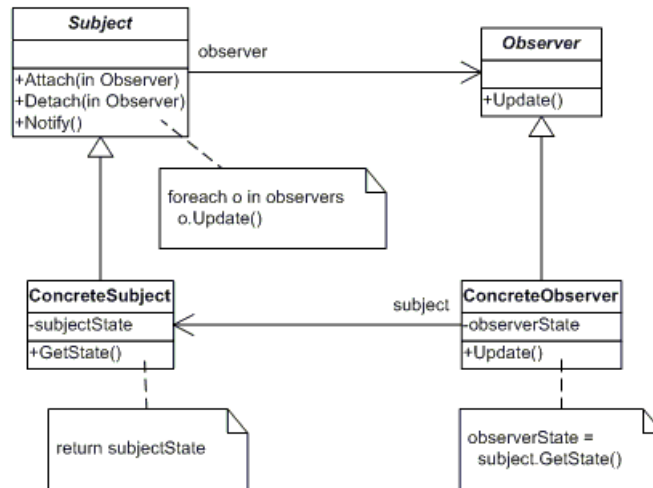 Subject
observer
Observer
+Attach(in Observer)
+Detach(in Observer)
+Notify()
+Update()
foreach o in observers
o.Update()
ConcreteSubject
-subjectState
+GetState()
subject
ConcreteObserver
-observerState
+Update()
return subjectState
observerState =
subject.GetState()